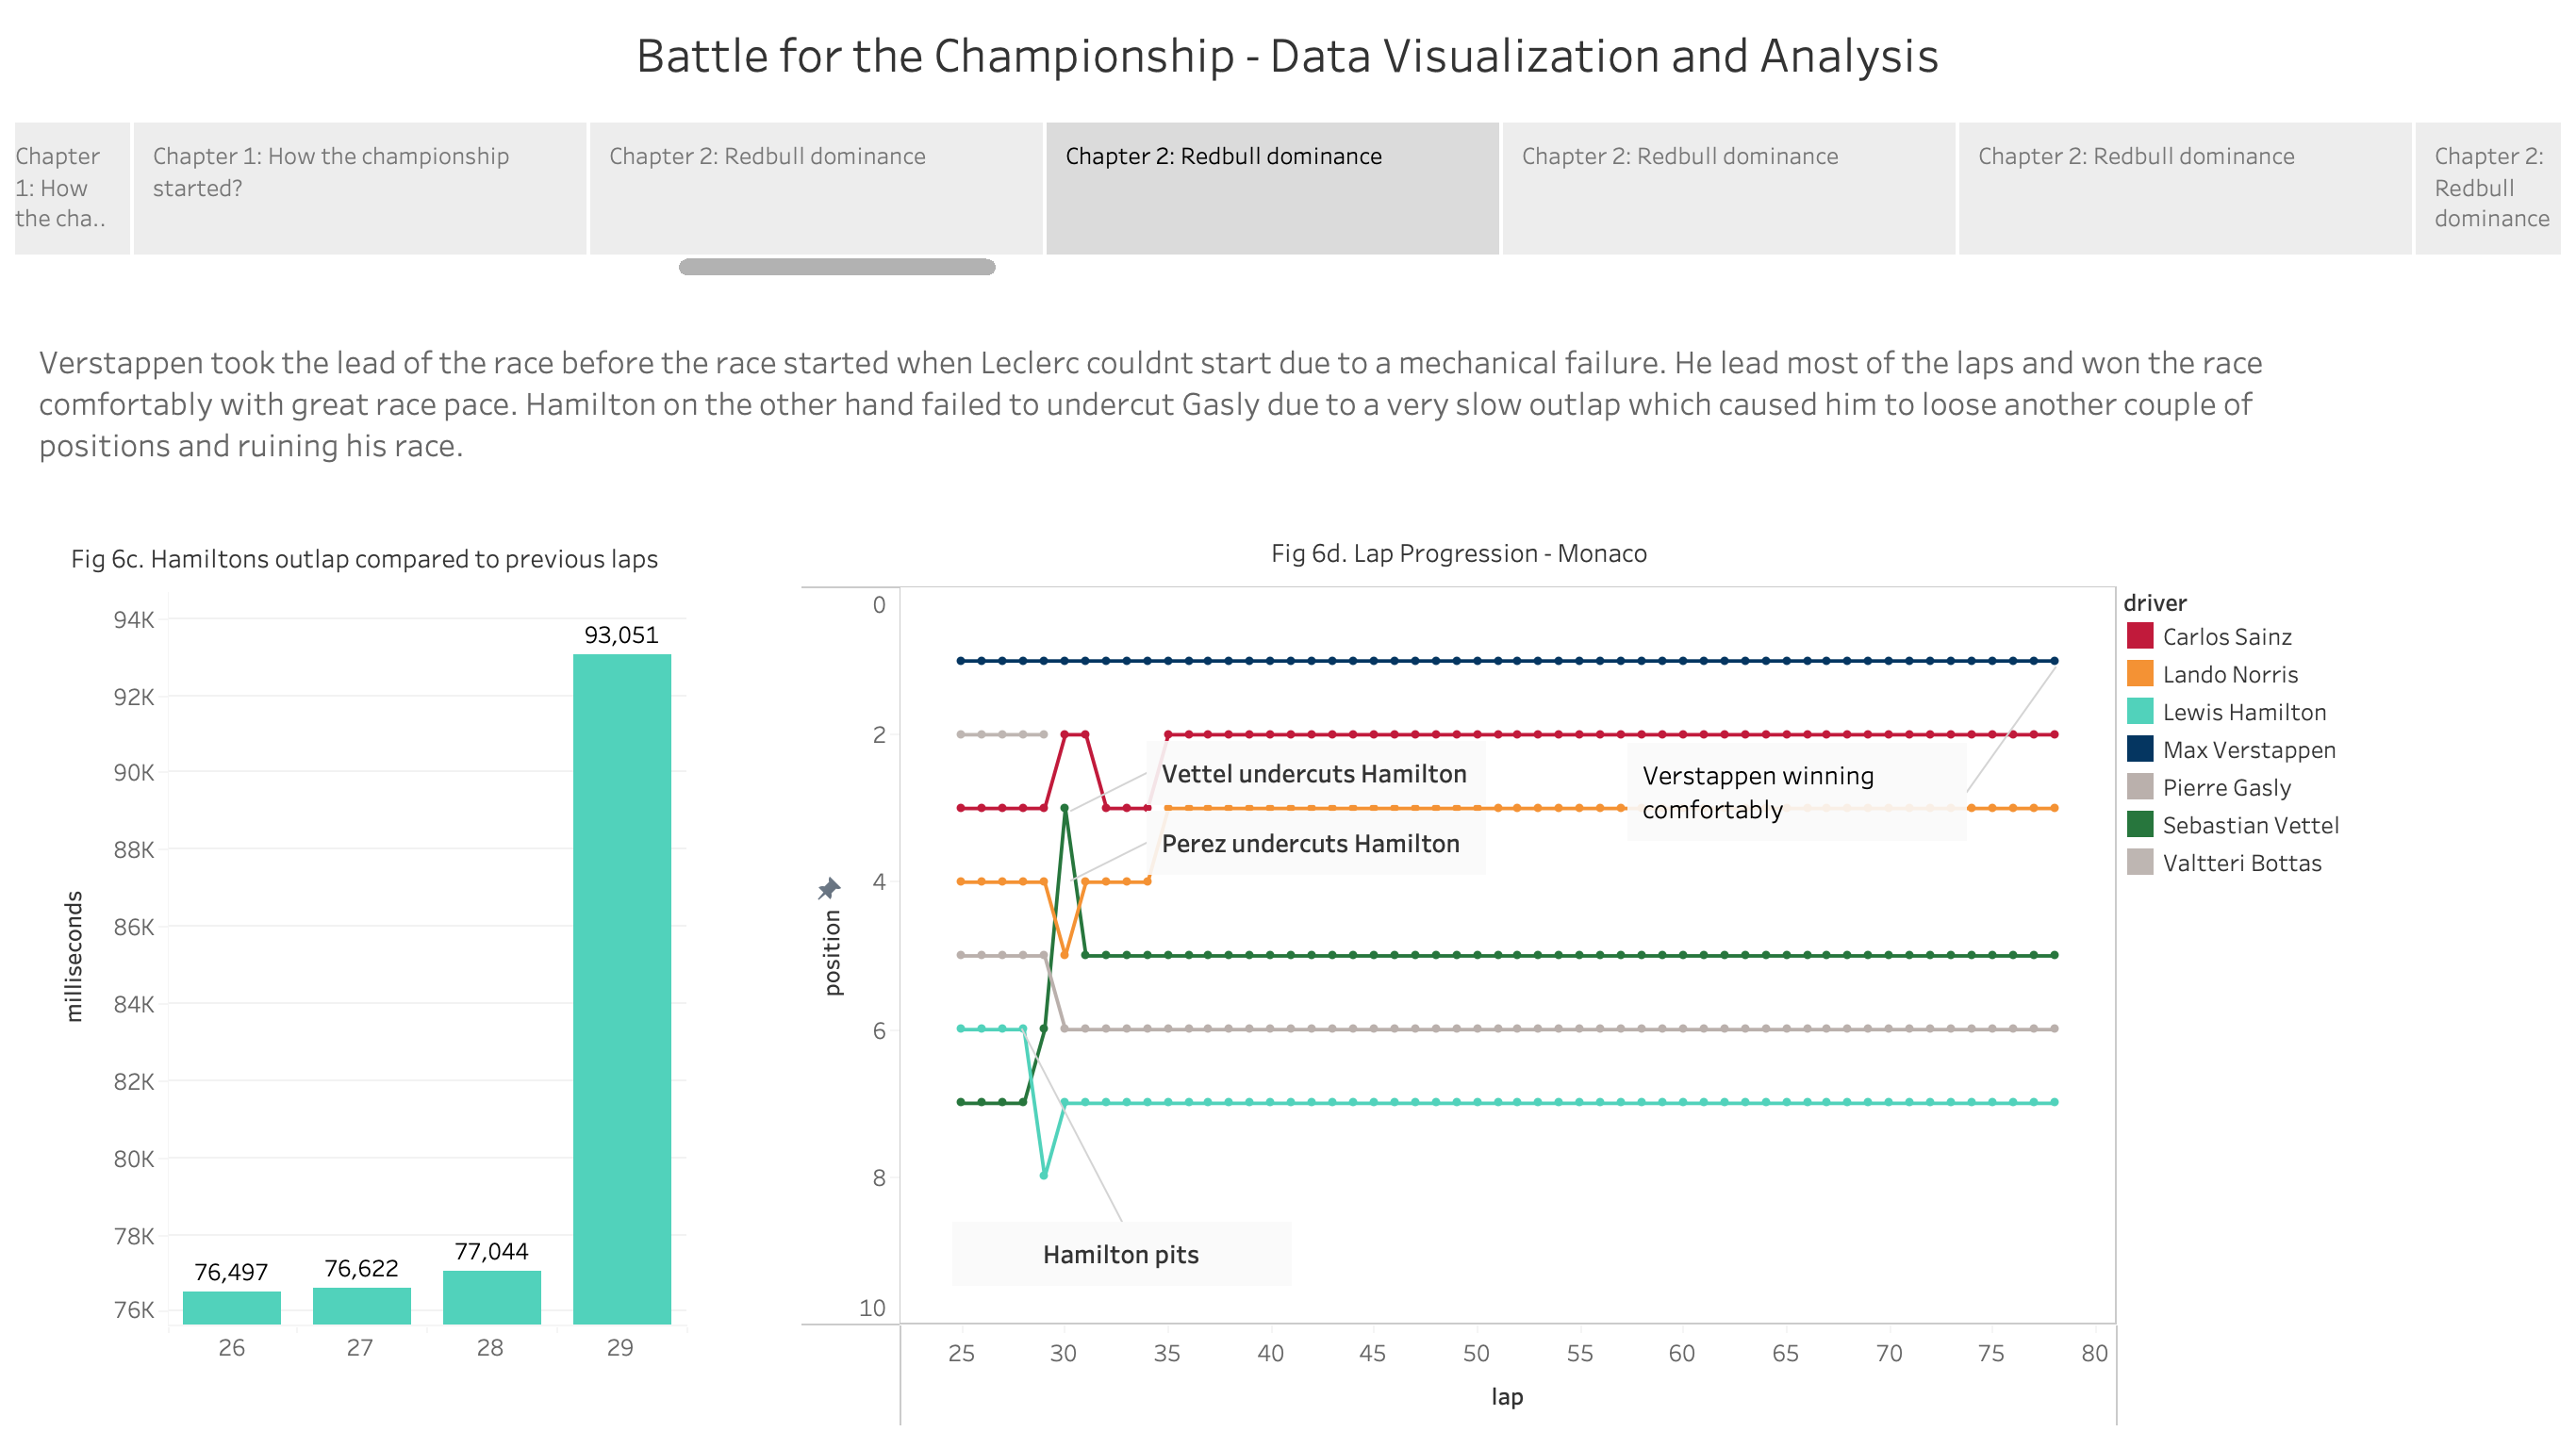 Battle for the Championship - Data Visualization and Analysis
Chapter
1: How
the cha..
Chapter 1: How the championship
started?
Chapter 2: Redbull dominance
Chapter 2: Redbull dominance
Chapter 2: Redbull dominance
Chapter 2: Redbull dominance
Chapter 2:
Redbull
dominance
Verstappen took the lead of the race before the race started when Leclerc couldnt start due to a mechanical failure. He lead most of the laps and won the race
comfortably with great race pace. Hamilton on the other hand failed to undercut Gasly due to a very slow outlap which caused him to loose another couple of
positions and ruining his race.
Fig 6c. Hamiltons outlap compared to previous laps
94K
92K
90K
88K
86K
84K
82K
80K
78K
76K
milliseconds
76,497
76,622
77,044
93,051
26
27
28
29
Fig 6d. Lap Progression - Monaco
0
2
4
6
8
10
position
Vettel undercuts Hamilton
Perez undercuts Hamilton
Verstappen winning
comfortably
Hamilton pits
25
30
35
40
45
50
55
60
65
70
75
80
lap
driver
Carlos Sainz
Lando Norris
Lewis Hamilton
Max Verstappen
Pierre Gasly
Sebastian Vettel
Valtteri Bottas